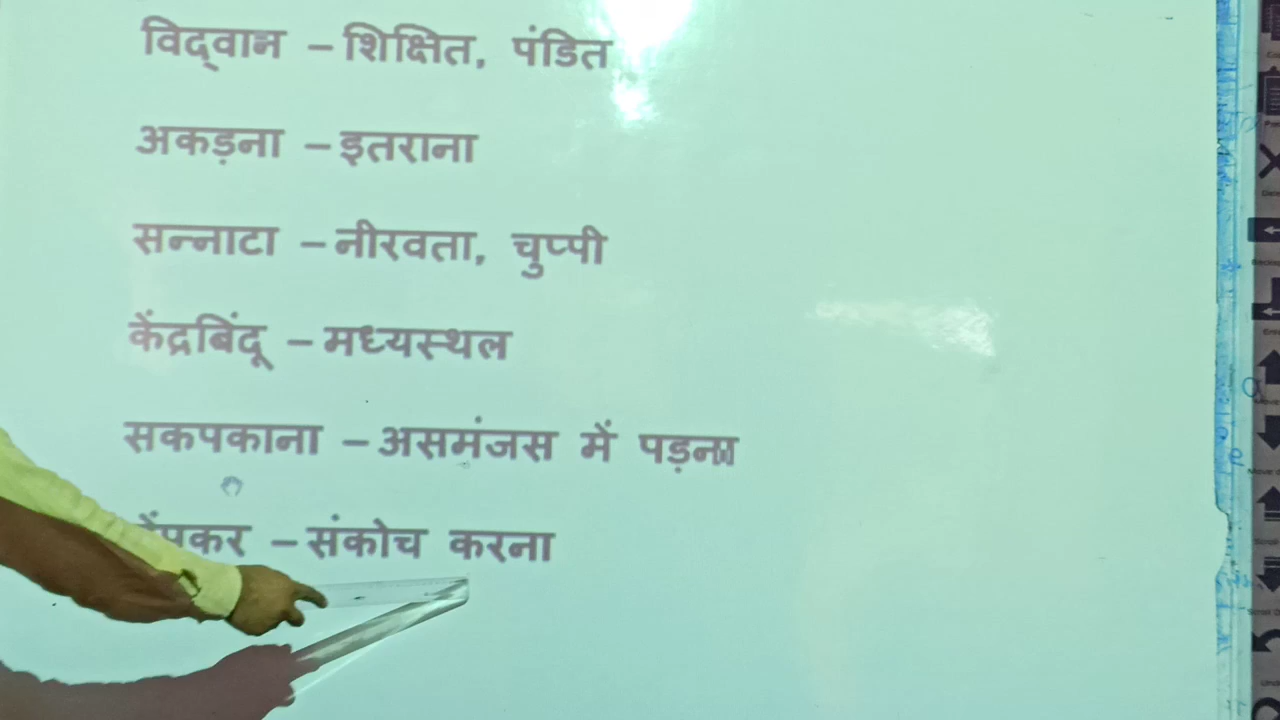 विद्वान – शिक्षित, पंडित
अकड़ना – इतराना
सन्नाटा – नीरवता, चुप्पी
केंद्रबिंदू – मध्यस्थल
सकपकाना – असमंजस में पड़ना
– संकोच करना